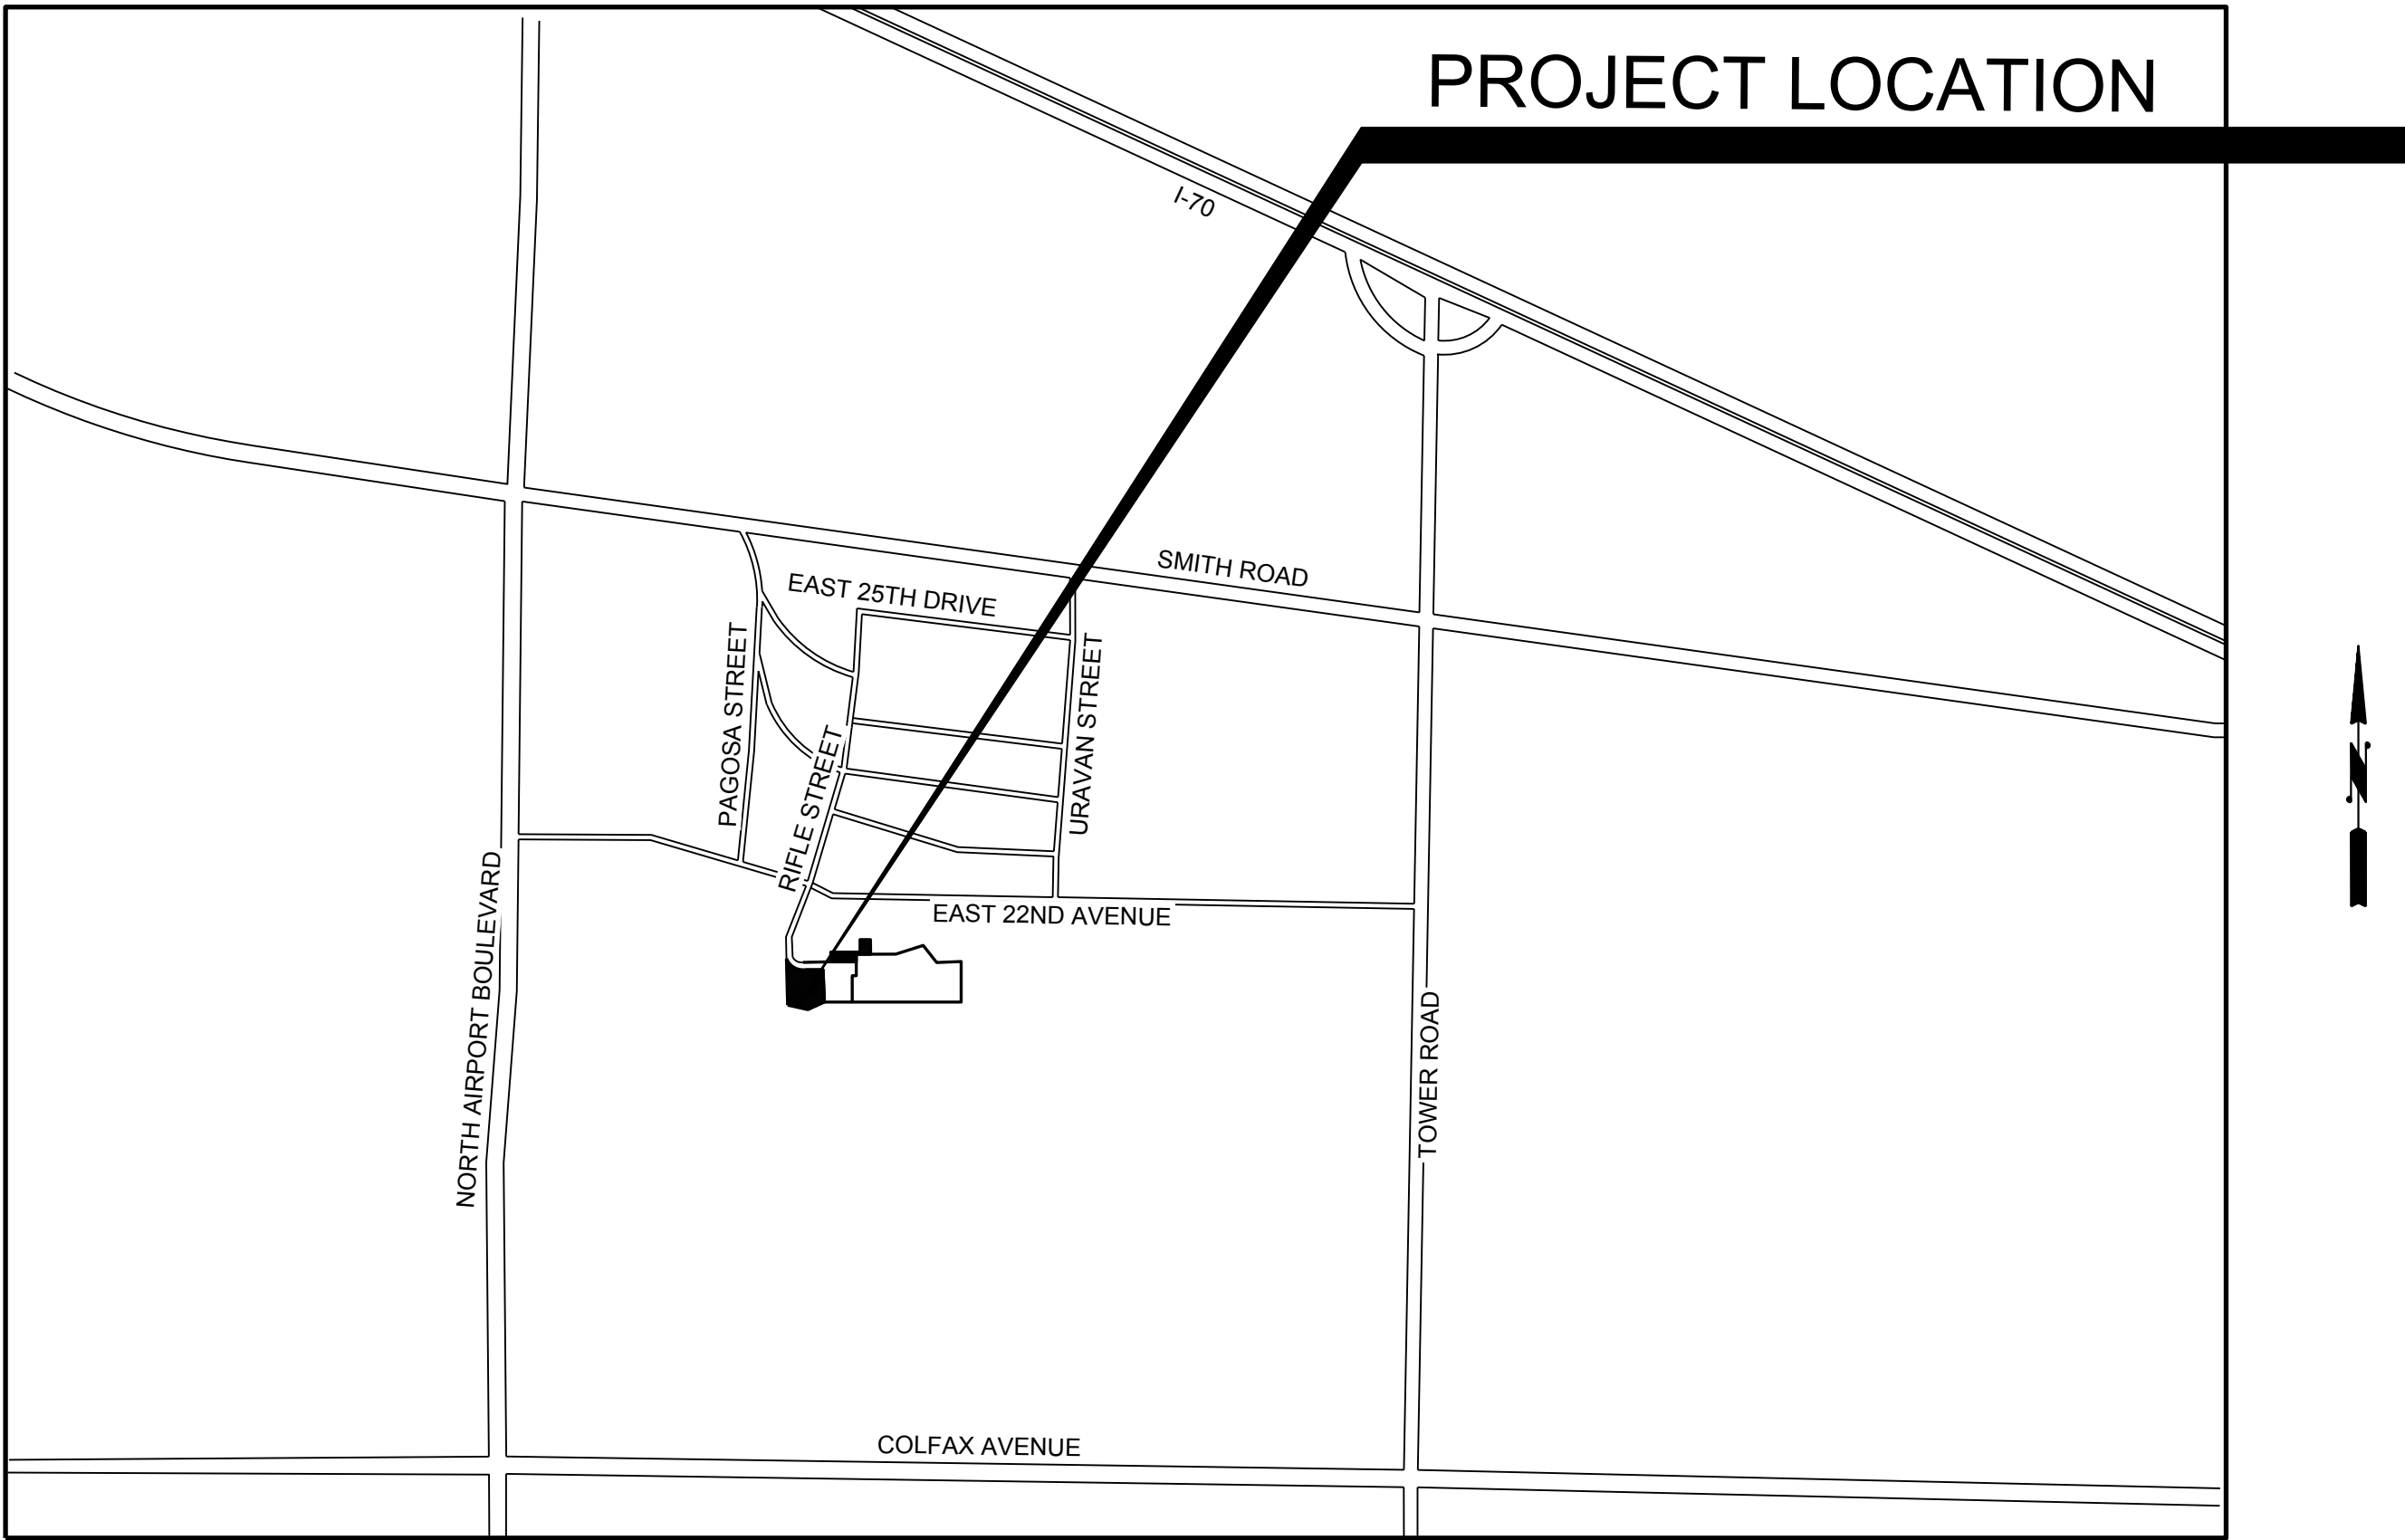 PROJECT LOCATION
I-70
SMITH ROAD
EAST 25TH DRIVE
PAGOSA STREET
URAVAN STREET
RIFLE STREET
NORTH AIRPORT BOULEVARD
EAST 22ND AVENUE
TOWER ROAD
COLFAX AVENUE
N